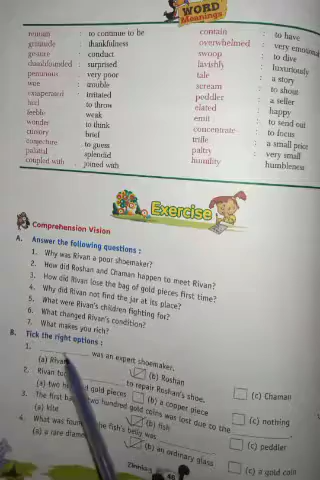 WORD
Meanings
remain : to continue to be
gratitude : thankfulness
gesture : conduct
dumbfounded : surprised
penurious : very poor
woe : trouble
exasperated : irritated
hurl : to throw
feeble : weak
wonder : to think
cursory : brief
conjecture : to guess
palatial : splendid
coupled with : joined with
contain : to have
overwhelmed : very emotional
swoop : to dive
lavishly : luxuriously
tale : a story
scream : to shout
peddler : a seller
elated : happy
emit : to send out
concentrate : to focus
trifle : a small price
paltry : very small
humility : humbleness
Exercise
Comprehension Vision
A. Answer the following questions :
1. Why was Rivan a poor shoemaker?
2. How did Roshan and Chaman happen to meet Rivan?
3. How did Rivan lose the bag of gold pieces first time?
4. Why did Rivan not find the jar at its place?
5. What were Rivan's children fighting for?
6. What changed Rivan's condition?
7. What makes you rich?
B. Tick the right options :
1. was an expert shoemaker.
(a) Rivan (b) Roshan (c) Chaman
2. Rivan to repair Roshan's shoe.
(a) two gold pieces (b) a copper piece (c) nothing
3. The first two hundred gold coins was lost due to the .
(a) kite (b) fish (c) peddler
4. What was the fish's belly was
(a) a rare (b) an ordinary glass (c) a gold coin
46